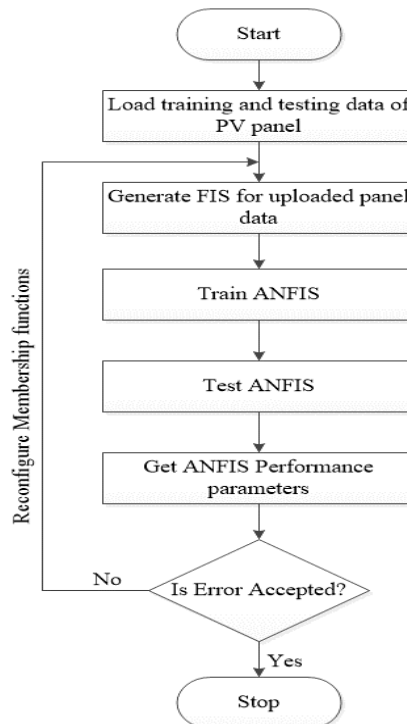 Start
Load training and testing data of
PV panel
Generate FIS for uploaded panel
data
Train ANFIS
Test ANFIS
Get ANFIS Performance
parameters
Reconfigure Membership functions
No
Is Error Accepted?
Yes
Stop